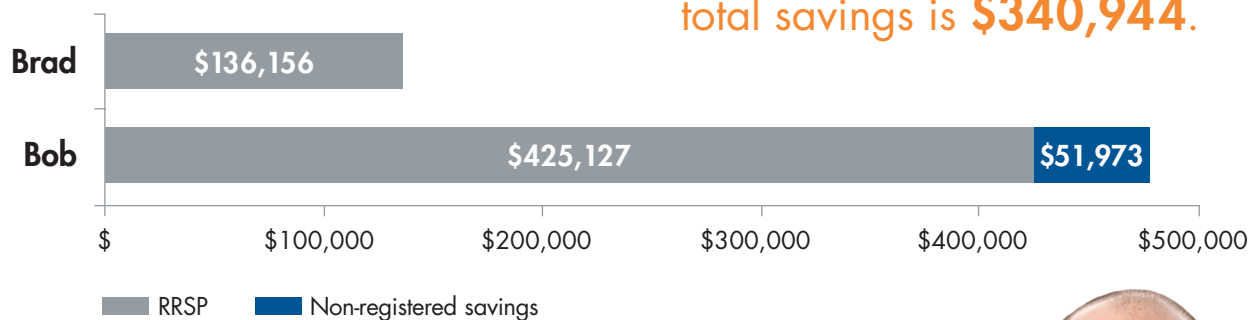 total savings is $340,944.
Brad
$136,156
Bob
$425,127
$51,973
$
$100,000
$200,000
$300,000
$400,000
$500,000
RRSP
Non-registered savings